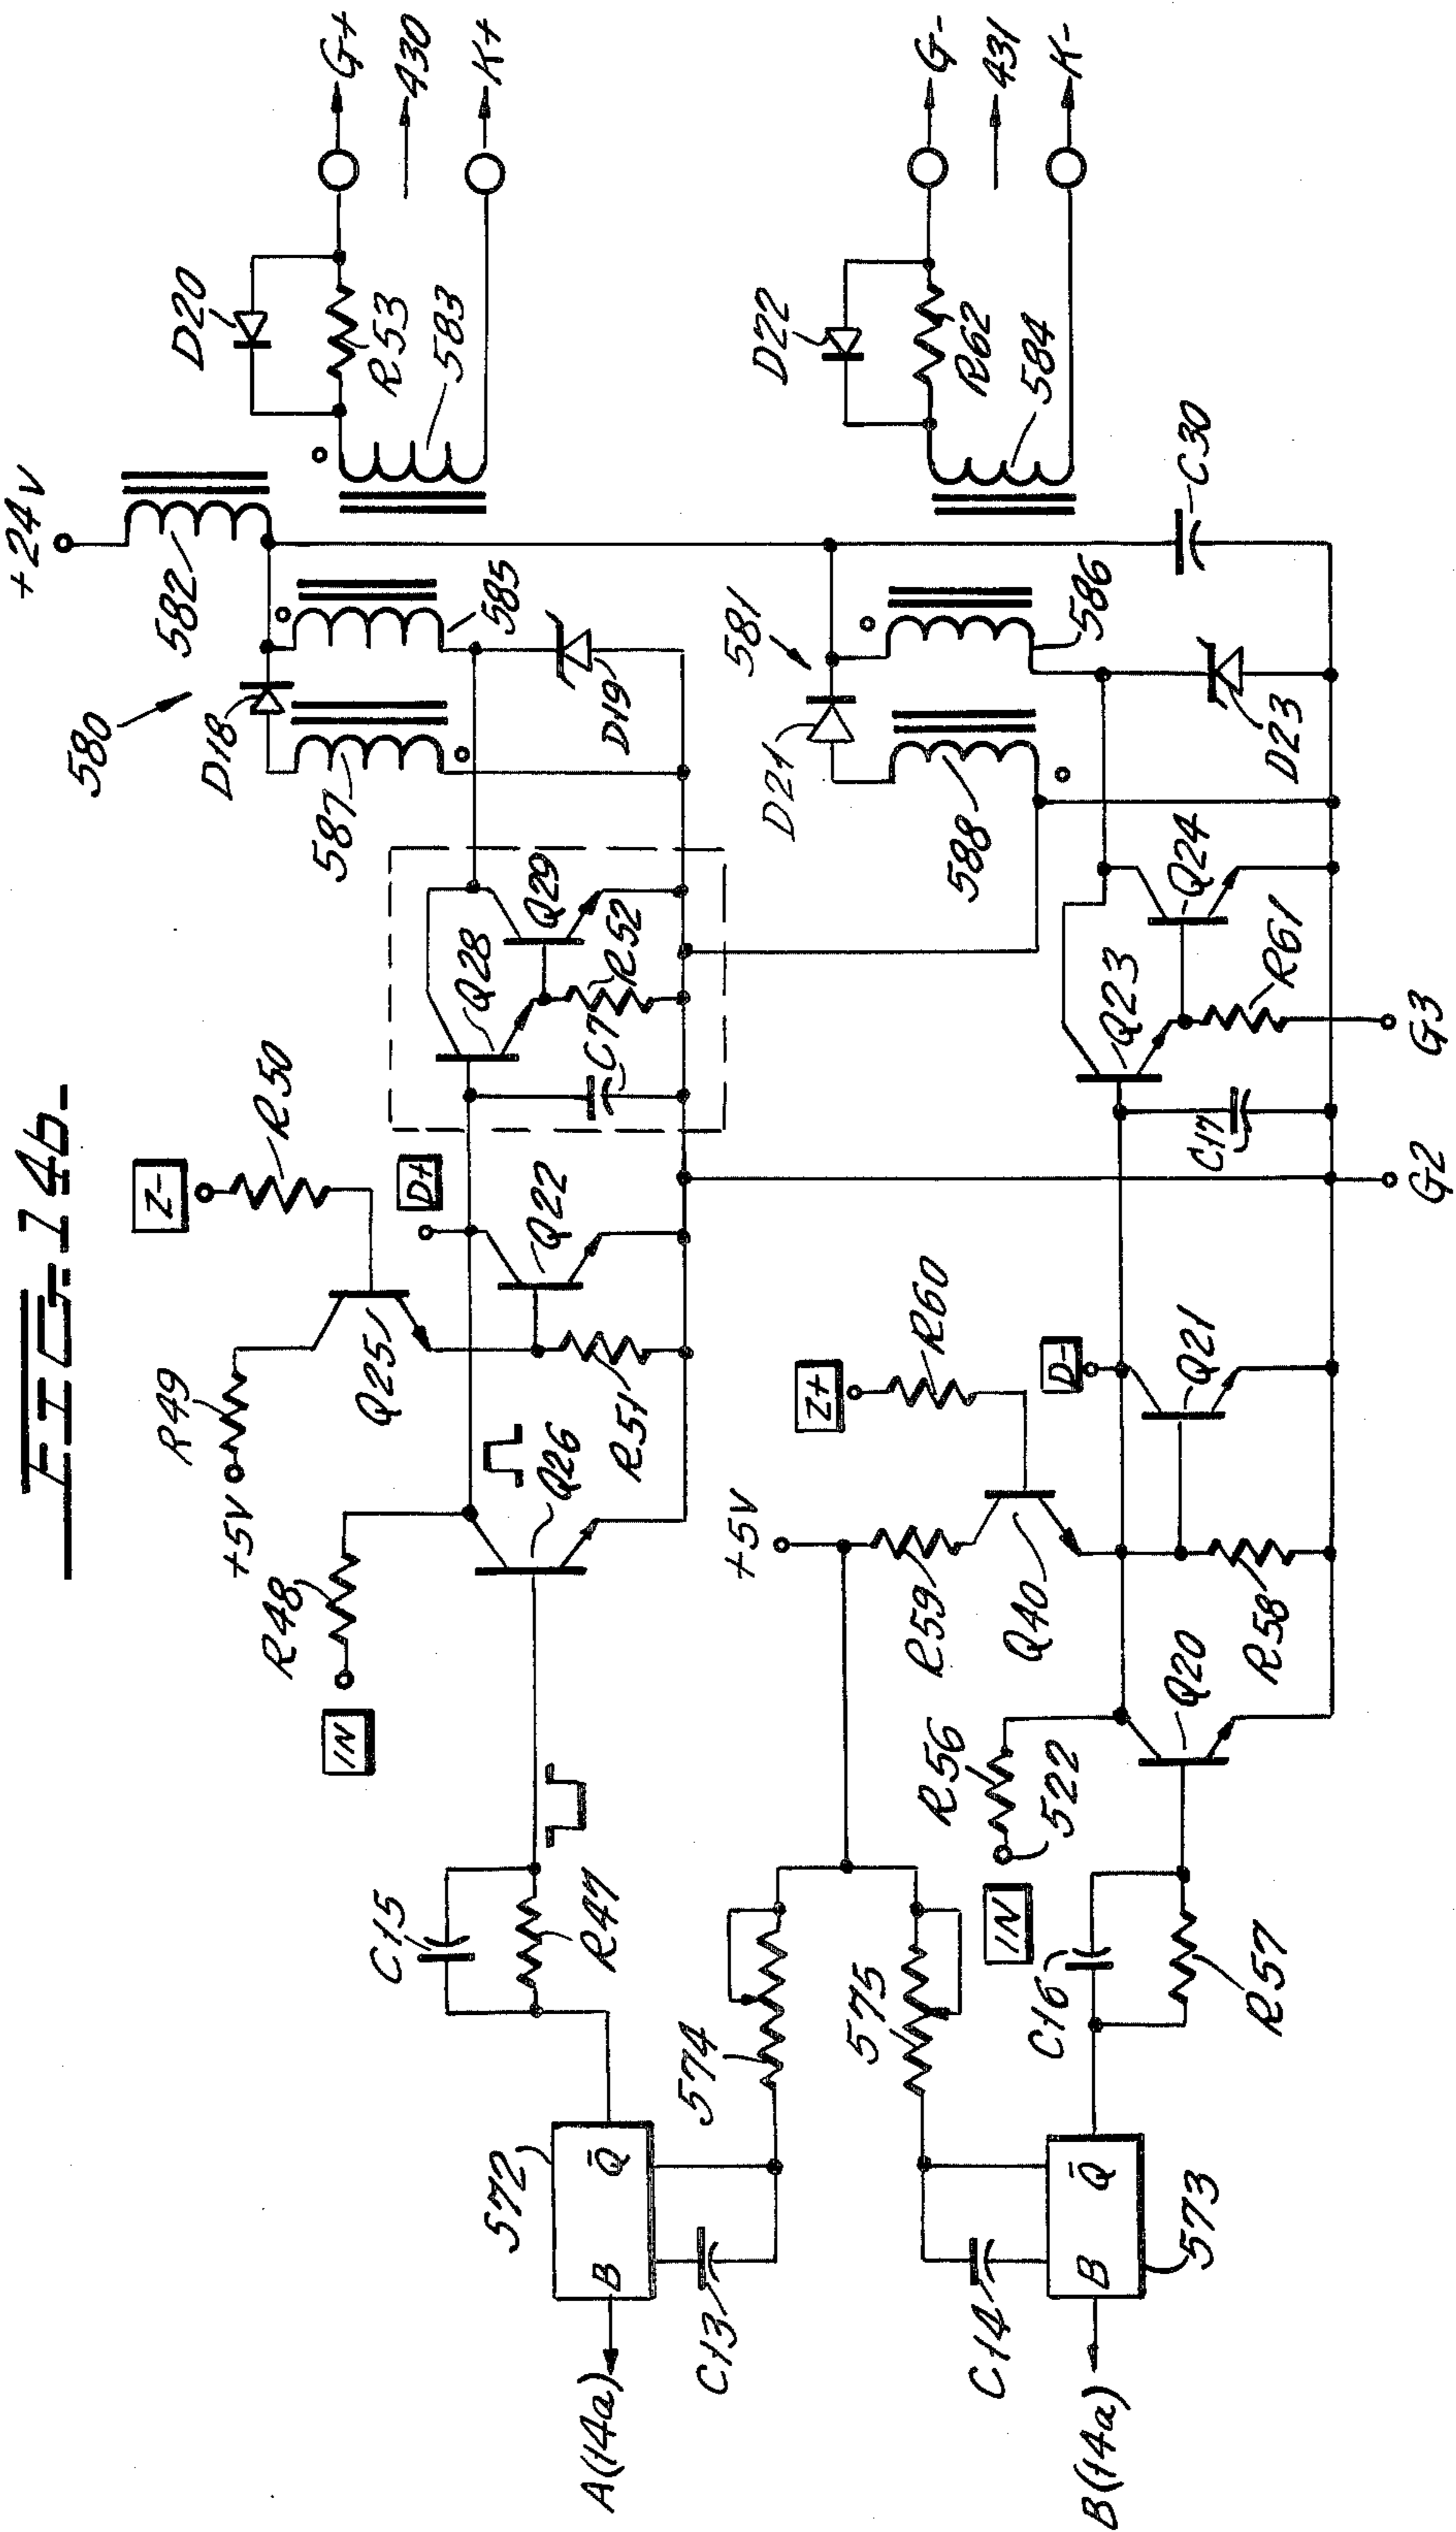 FIG. 14b.
+24V
580
582
D20
G+
R53
430
583
K+
D18
585
587
D19
Z-
R50
R49
+5V
Q25
D+
Q22
R51
Q28
Q29
R52
C7
R48
IN
Q26
C15
R47
572
B
Q̄
A(14a)
C13
574
575
+5V
Z+
R60
R59
Q40
D-
Q21
R58
581
D21
586
588
D23
D22
G-
R62
431
584
K-
C30
Q23
Q24
R61
C17
G2
G3
R56
522
IN
Q20
C16
R57
C14
B
Q̄
573
B(14a)